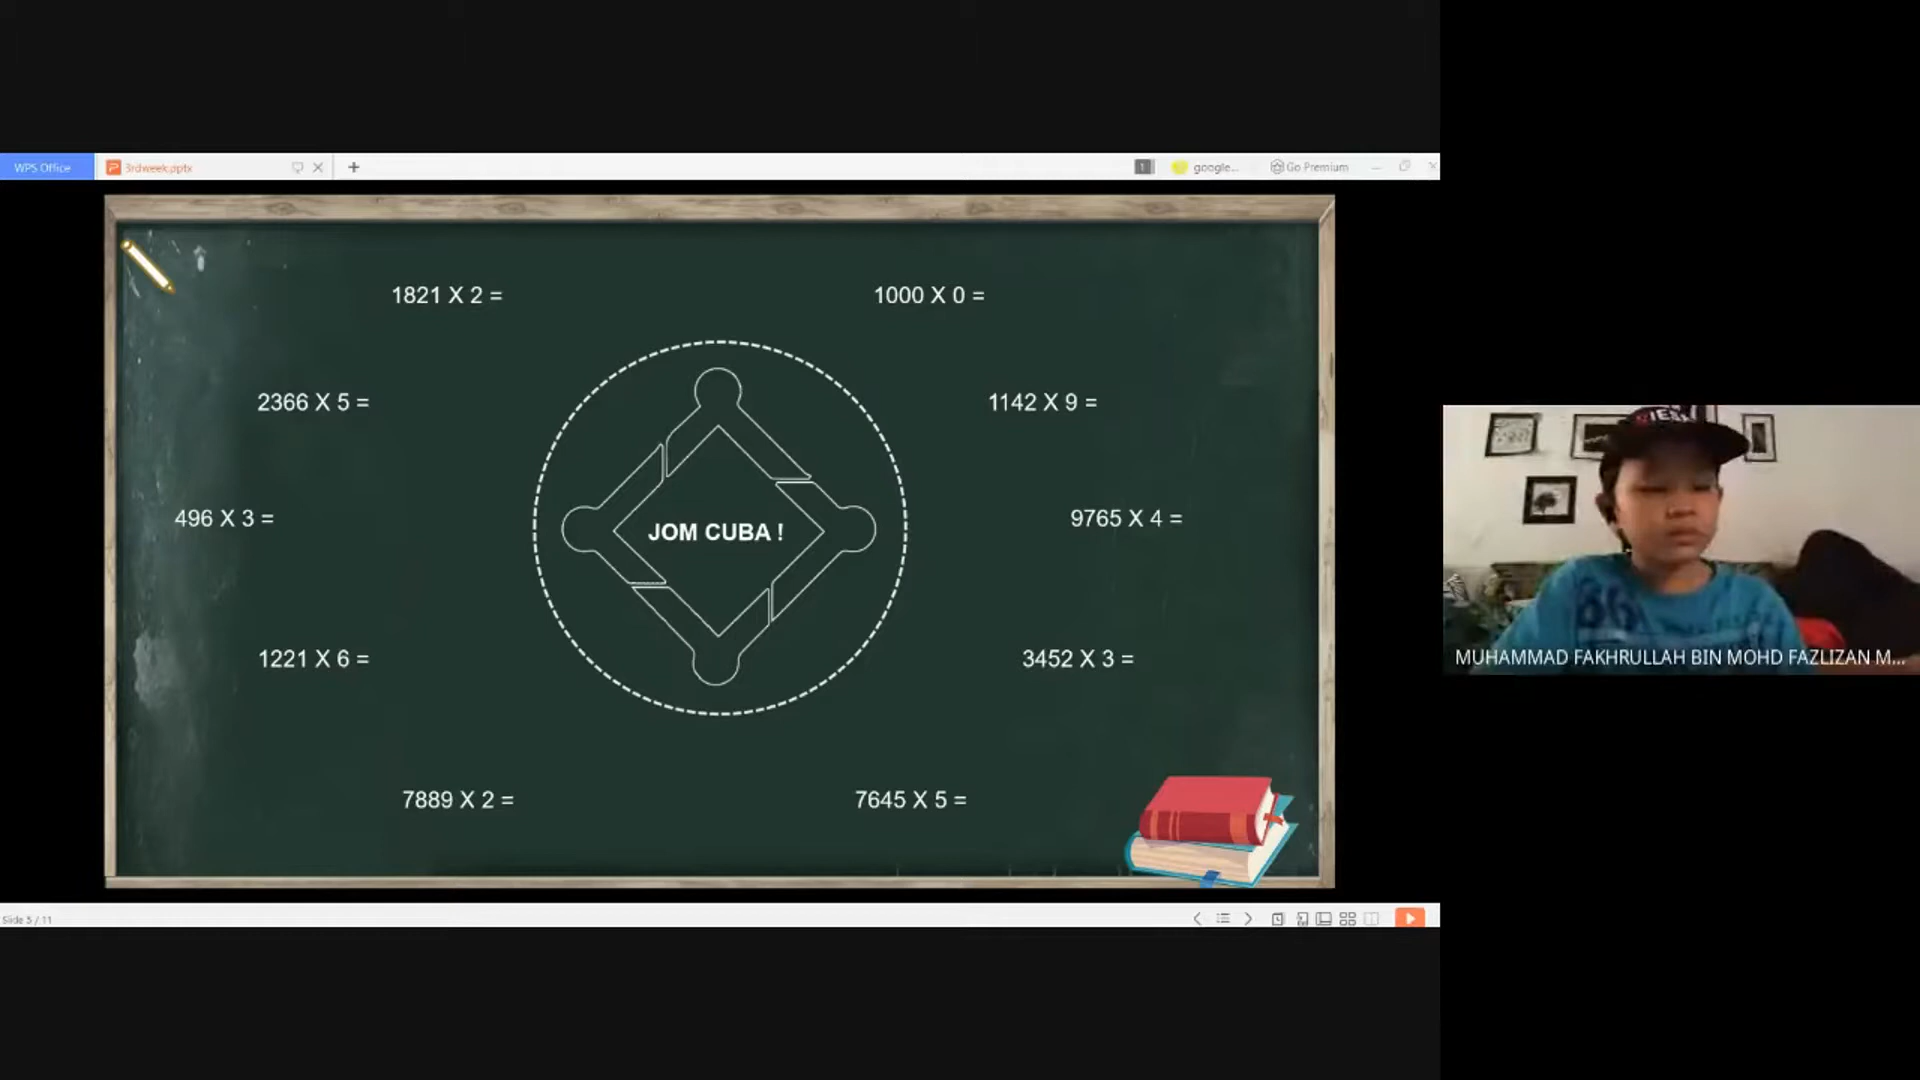 WPS Office
3rdweek.pptx
1
google...
Go Premium
1821 X 2 =
1000 X 0 =
2366 X 5 =
1142 X 9 =
496 X 3 =
JOM CUBA !
9765 X 4 =
1221 X 6 =
3452 X 3 =
7889 X 2 =
7645 X 5 =
MUHAMMAD FAKHRULLAH BIN MOHD FAZLIZAN M...
Slide 5 / 11